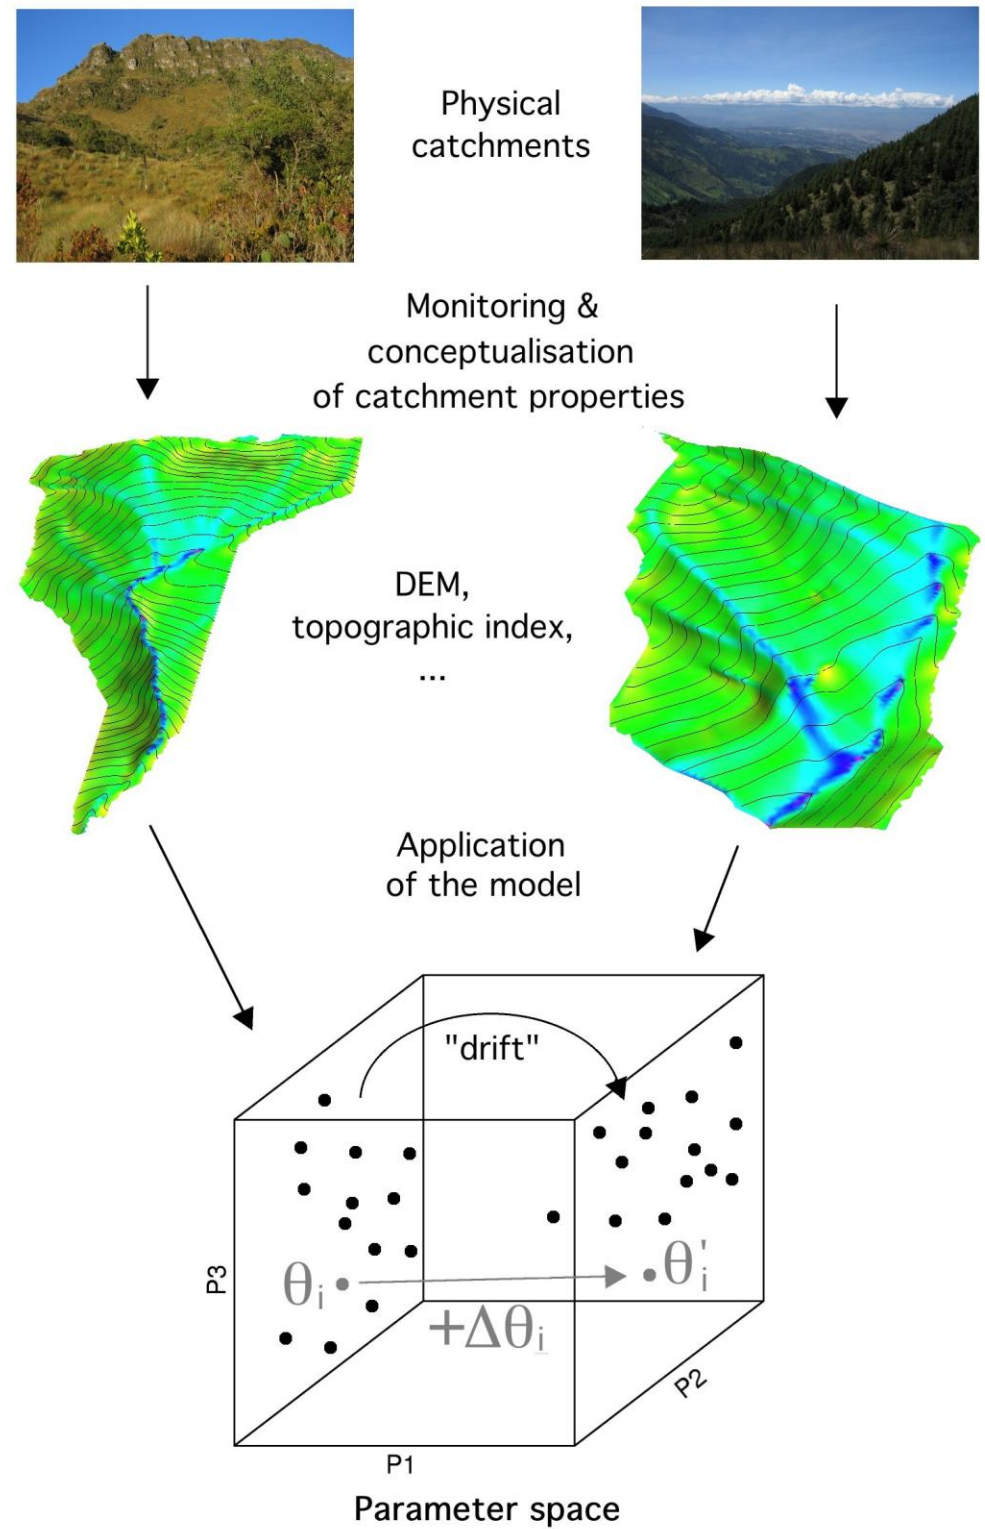 Physical
catchments
Monitoring &
conceptualisation
of catchment properties
DEM,
topographic index,
...
Application
of the model
"drift"
θi
θ'i
+Δθi
P3
P2
P1
Parameter space